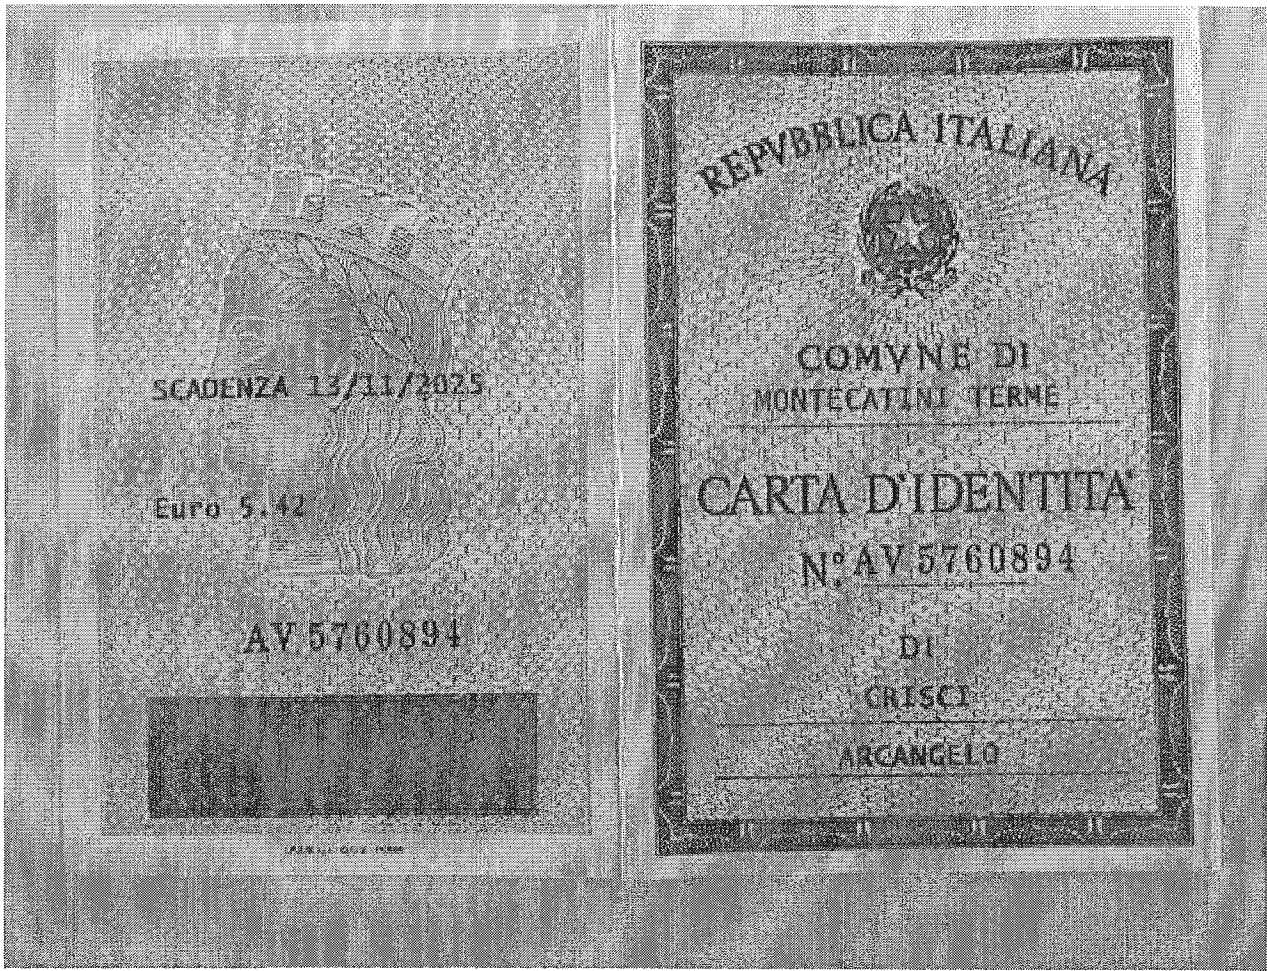 SCADENZA 13/11/2025
Euro 5.42
AV 5760894
REPVBBLICA ITALIANA
COMVNE DI
MONTECATINI TERME
CARTA D'IDENTITA'
N.º AV 5760894
DI
CRISCI
ARCANGELO